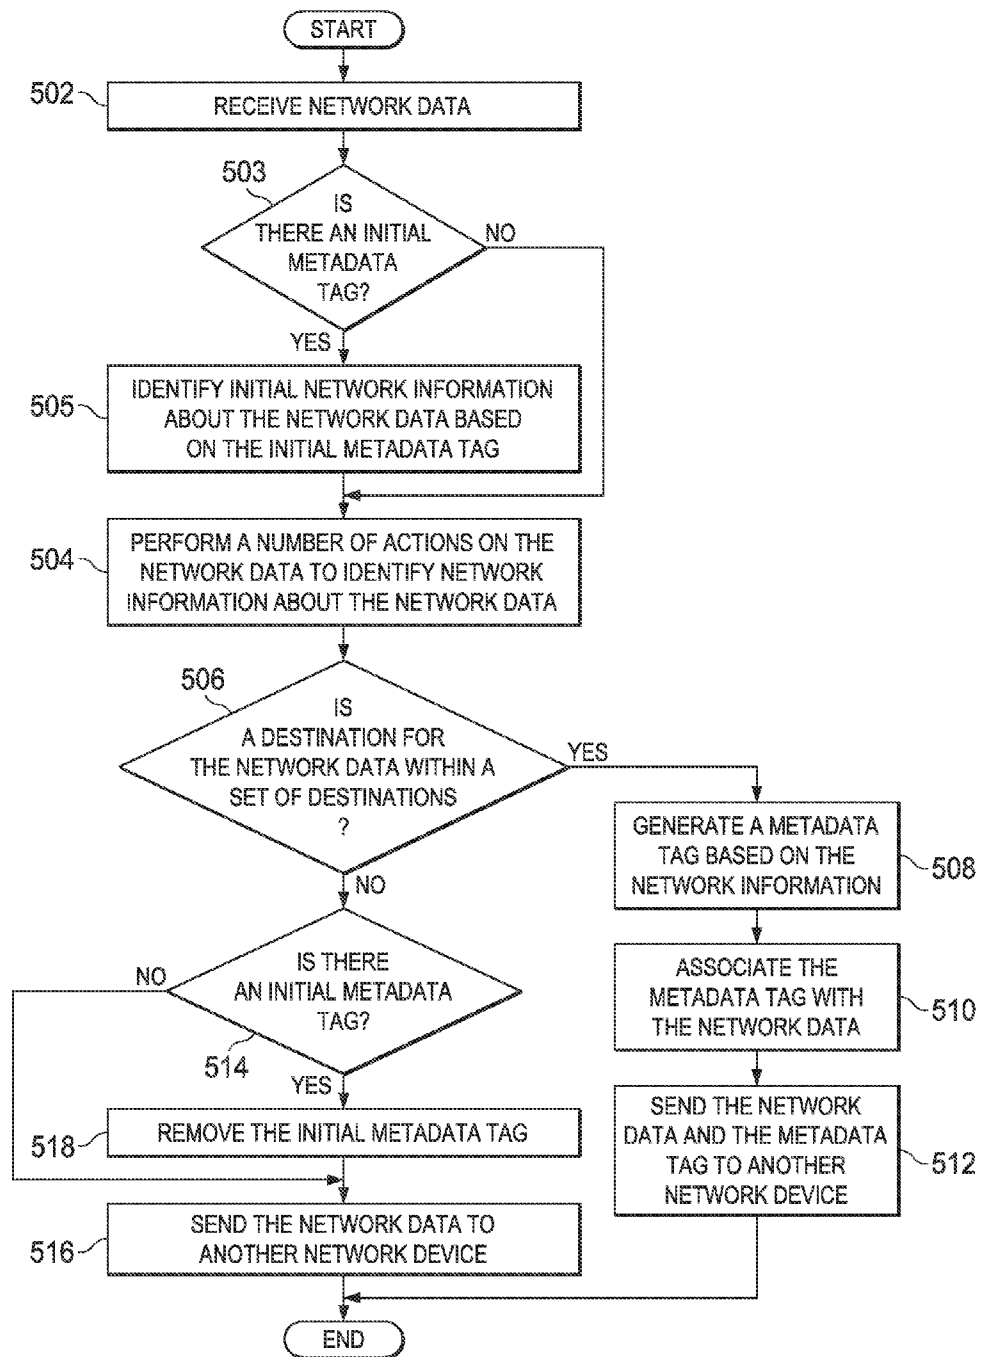 START
502
RECEIVE NETWORK DATA
503
IS
THERE AN INITIAL
METADATA
TAG?
NO
YES
505
IDENTIFY INITIAL NETWORK INFORMATION
ABOUT THE NETWORK DATA BASED
ON THE INITIAL METADATA TAG
504
PERFORM A NUMBER OF ACTIONS ON THE
NETWORK DATA TO IDENTIFY NETWORK
INFORMATION ABOUT THE NETWORK DATA
506
IS
A DESTINATION FOR
THE NETWORK DATA WITHIN A
SET OF DESTINATIONS
?
YES
NO
GENERATE A METADATA
TAG BASED ON THE
NETWORK INFORMATION
508
ASSOCIATE THE
METADATA TAG WITH
THE NETWORK DATA
510
SEND THE NETWORK
DATA AND THE METADATA
TAG TO ANOTHER
NETWORK DEVICE
512
NO
IS THERE
AN INITIAL METADATA
TAG?
514
YES
518
REMOVE THE INITIAL METADATA TAG
516
SEND THE NETWORK DATA TO
ANOTHER NETWORK DEVICE
END